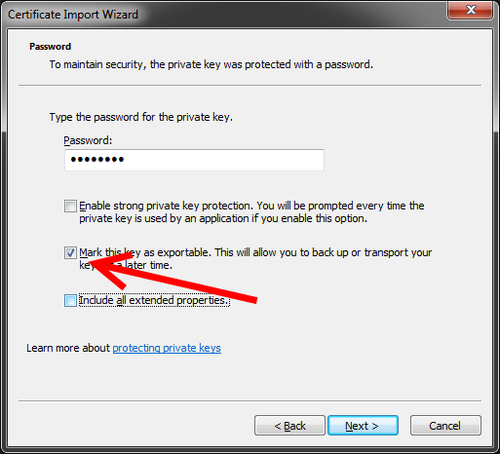 Certificate Import Wizard
Password
To maintain security, the private key was protected with a password.
Type the password for the private key.
Password:
••••••••
Enable strong private key protection. You will be prompted every time the
private key is used by an application if you enable this option.
Mark this key as exportable. This will allow you to back up or transport your
key a later time.
Include all extended properties.
Learn more about protecting private keys
< Back
Next >
Cancel